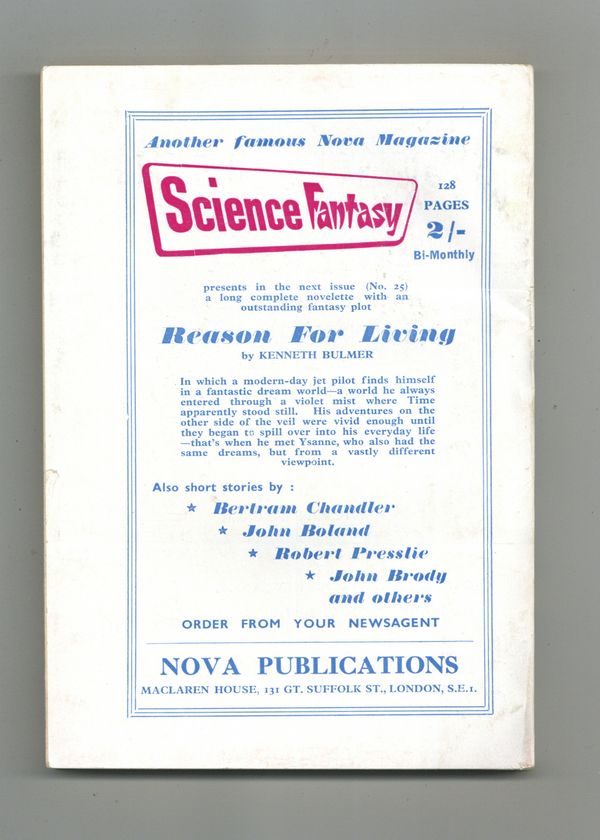 Another famous Nova Magazine
Science Fantasy
128
PAGES
2/-
Bi-Monthly
presents in the next issue (No. 25)
a long complete novelette with an
outstanding fantasy plot
Reason For Living
by KENNETH BULMER
In which a modern-day jet pilot finds himself
in a fantastic dream world—a world he always
entered through a violet mist where Time
apparently stood still. His adventures on the
other side of the veil were vivid enough until
they began to spill over into his everyday life
—that's when he met Ysanne, who also had the
same dreams, but from a vastly different
viewpoint.
Also short stories by :
★ Bertram Chandler
★ John Boland
★ Robert Presslie
★ John Brody
and others
ORDER FROM YOUR NEWSAGENT
NOVA PUBLICATIONS
MACLAREN HOUSE, 131 GT. SUFFOLK ST., LONDON, S.E.1.